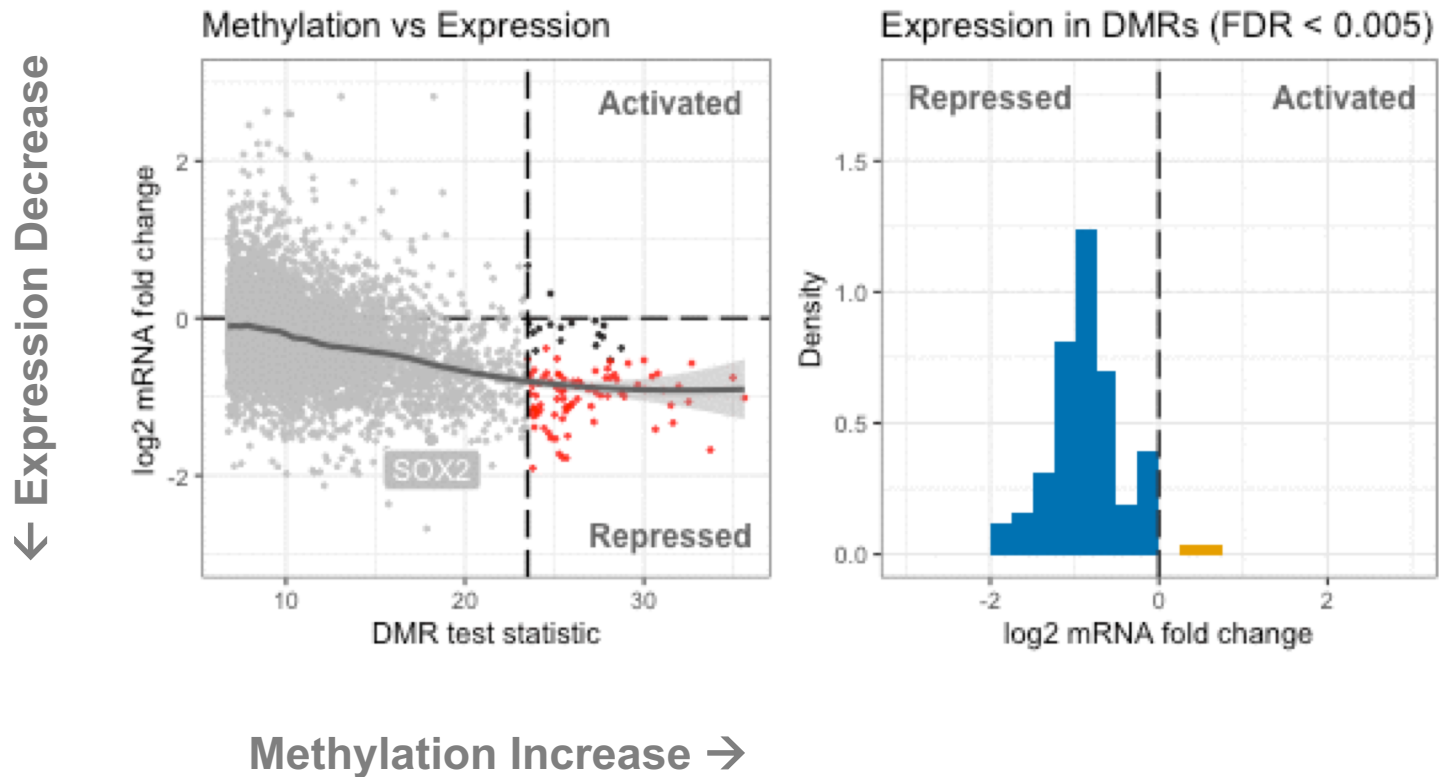 Methylation vs Expression
Expression in DMRs (FDR < 0.005)
← Expression Decrease
log2 mRNA fold change
2
0
-2
Activated
SOX2
Repressed
10
20
30
DMR test statistic
Density
1.5
1.0
0.5
0.0
Repressed
Activated
-2
0
2
log2 mRNA fold change
Methylation Increase →